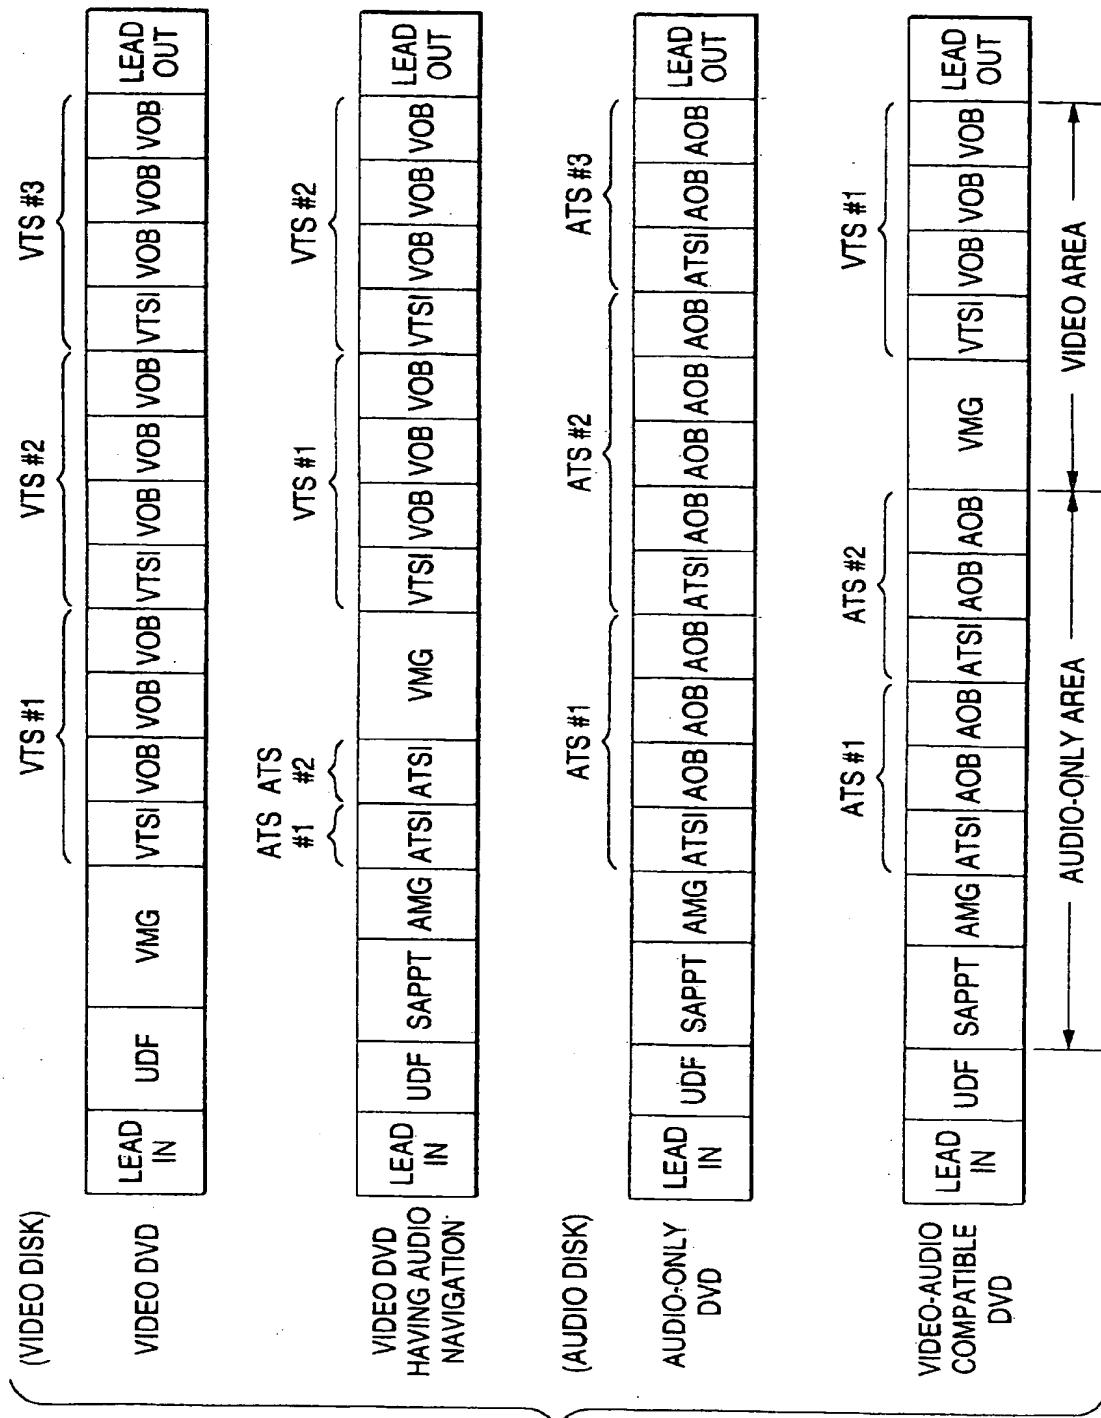 (VIDEO DISK)
VTS #1 VTS #2 VTS #3
VIDEO DVD
LEAD IN UDF VMG VTSI VOB VOB VOB VTSI VOB VOB VOB VTSI VOB VOB VOB LEAD OUT
ATS #1 ATS #2 VTS #1 VTS #2
VIDEO DVD
HAVING AUDIO
NAVIGATION
LEAD IN UDF SAPPT AMG ATSI ATSI VMG VTSI VOB VOB VOB VTSI VOB VOB VOB LEAD OUT
(AUDIO DISK)
ATS #1 ATS #2 ATS #3
AUDIO-ONLY
DVD
LEAD IN UDF SAPPT AMG ATSI AOB AOB AOB ATSI AOB AOB AOB AOB ATSI AOB AOB LEAD OUT
ATS #1 ATS #2 VTS #1
VIDEO-AUDIO
COMPATIBLE
DVD
LEAD IN UDF SAPPT AMG ATSI AOB AOB ATSI AOB AOB VMG VTSI VOB VOB VOB LEAD OUT
AUDIO-ONLY AREA VIDEO AREA